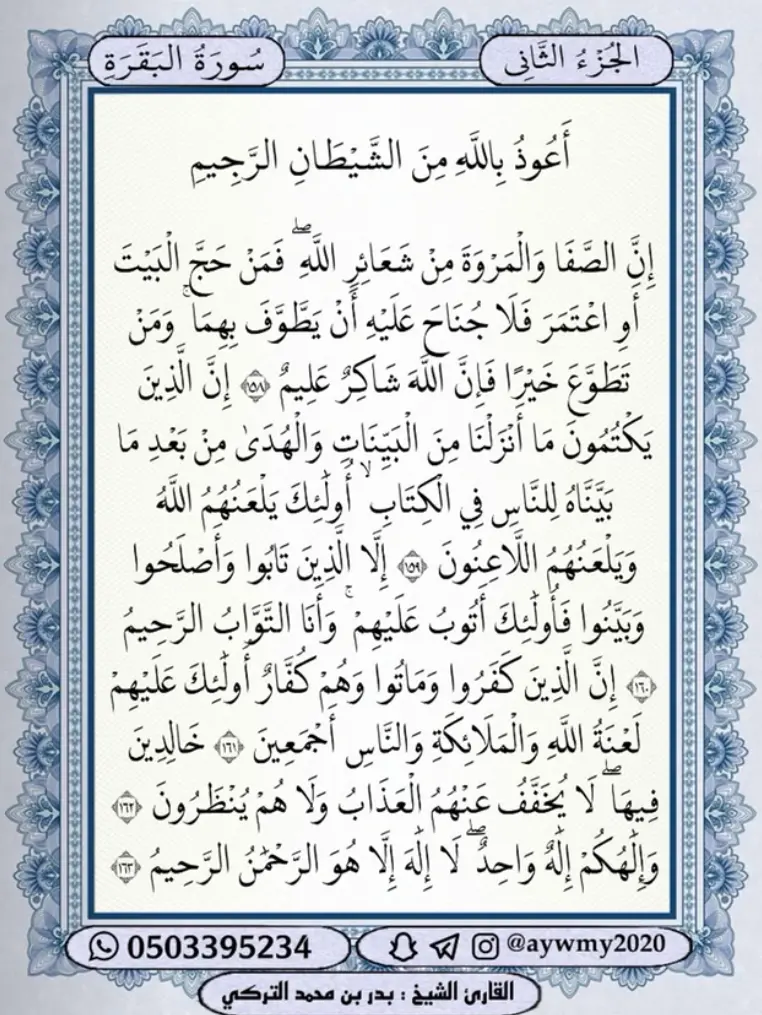 الجُزْءُ الثَّانِى
سُورَةُ البَقَرَةِ
أَعُوذُ بِاللَّهِ مِنَ الشَّيْطَانِ الرَّجِيمِ
إِنَّ الصَّفَا وَالْمَرْوَةَ مِنْ شَعَائِرِ اللَّهِ ۖ فَمَنْ حَجَّ الْبَيْتَ
أَوِ اعْتَمَرَ فَلَا جُنَاحَ عَلَيْهِ أَنْ يَطَّوَّفَ بِهِمَا ۚ وَمَنْ
تَطَوَّعَ خَيْرًا فَإِنَّ اللَّهَ شَاكِرٌ عَلِيمٌ ﴿١٥٨﴾ إِنَّ الَّذِينَ
يَكْتُمُونَ مَا أَنْزَلْنَا مِنَ الْبَيِّنَاتِ وَالْهُدَىٰ مِنْ بَعْدِ مَا
بَيَّنَّاهُ لِلنَّاسِ فِي الْكِتَابِ ۙ أُولَٰئِكَ يَلْعَنُهُمُ اللَّهُ
وَيَلْعَنُهُمُ اللَّاعِنُونَ ﴿١٥٩﴾ إِلَّا الَّذِينَ تَابُوا وَأَصْلَحُوا
وَبَيَّنُوا فَأُولَٰئِكَ أَتُوبُ عَلَيْهِمْ ۚ وَأَنَا التَّوَّابُ الرَّحِيمُ
﴿١٦٠﴾ إِنَّ الَّذِينَ كَفَرُوا وَمَاتُوا وَهُمْ كُفَّارٌ أُولَٰئِكَ عَلَيْهِمْ
لَعْنَةُ اللَّهِ وَالْمَلَائِكَةِ وَالنَّاسِ أَجْمَعِينَ ﴿١٦١﴾ خَالِدِينَ
فِيهَا ۖ لَا يُخَفَّفُ عَنْهُمُ الْعَذَابُ وَلَا هُمْ يُنْظَرُونَ ﴿١٦٢﴾
وَإِلَٰهُكُمْ إِلَٰهٌ وَاحِدٌ ۖ لَا إِلَٰهَ إِلَّا هُوَ الرَّحْمَٰنُ الرَّحِيمُ ﴿١٦٣﴾
0503395234
@aywmy2020
القارئ الشيخ : بدر بن محمد التركي